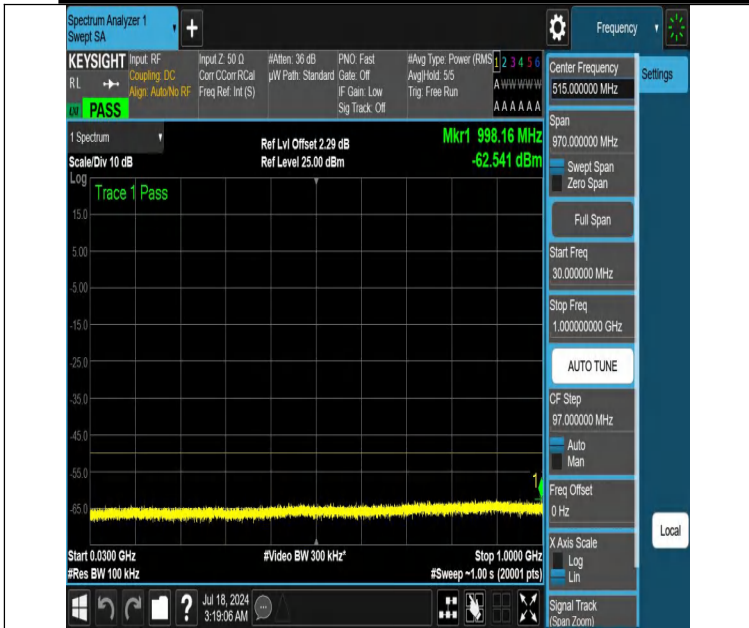 Spectrum Analyzer 1
Swept SA
+
Frequency
KEYSIGHT
RL
LXI
PASS
Input: RF
Coupling: DC
Align: Auto/No RF
Input Z: 50 Ω
Corr CCorr RCal
Freq Ref: Int (S)
#Atten: 36 dB
µW Path: Standard
PNO: Fast
Gate: Off
IF Gain: Low
Sig Track: Off
#Avg Type: Power (RMS
Avg|Hold: 5/5
Trig: Free Run
1 2 3 4 5 6
A W W W W W
A A A A A A
Center Frequency
515.000000 MHz
Settings
Span
970.000000 MHz
Swept Span
Zero Span
Full Span
Start Freq
30.000000 MHz
Stop Freq
1.000000000 GHz
AUTO TUNE
CF Step
97.000000 MHz
Auto
Man
Freq Offset
0 Hz
X Axis Scale
Log
Lin
Signal Track
(Span Zoom)
Local
1 Spectrum
Scale/Div 10 dB
Ref Lvl Offset 2.29 dB
Ref Level 25.00 dBm
Mkr1 998.16 MHz
-62.541 dBm
Log
Trace 1 Pass
15.0
5.00
-5.00
-15.0
-25.0
-35.0
-45.0
-55.0
-65.0
1
Start 0.0300 GHz
#Res BW 100 kHz
#Video BW 300 kHz*
Stop 1.0000 GHz
#Sweep ~1.00 s (20001 pts)
?
Jul 18, 2024
3:19:06 AM